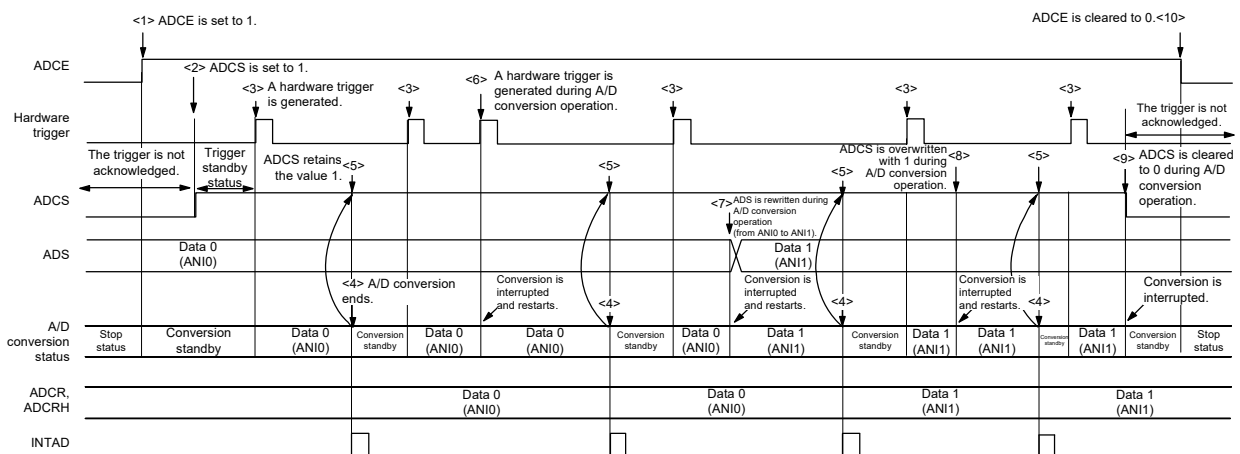 <1> ADCE is set to 1.
ADCE is cleared to 0.<10>
ADCE
<2> ADCS is set to 1.
<3> A hardware trigger
is generated.
<3>
<6> A hardware trigger is
generated during A/D
conversion operation.
<3>
<3>
<3>
Hardware
trigger
The trigger is not
acknowledged.
The trigger is not
acknowledged.
Trigger
standby
status
ADCS retains
the value 1.
<5>
<5>
ADCS is overwritten
with 1 during
A/D conversion
operation.
<5>
<8>
<5>
<9> ADCS is cleared
to 0 during A/D
conversion
operation.
ADCS
<7> ADS is rewritten during
A/D conversion
operation
(from ANI0 to ANI1).
ADS
Data 0
(ANI0)
Data 1
(ANI1)
<4> A/D conversion
ends.
Conversion is
interrupted
and restarts.
<4>
Conversion is
interrupted
and restarts.
<4>
Conversion is
interrupted
and restarts.
<4>
Conversion is
interrupted.
A/D
conversion
status
Stop
status
Conversion
standby
Data 0
(ANI0)
Conversion
standby
Data 0
(ANI0)
Data 0
(ANI0)
Conversion
standby
Data 0
(ANI0)
Data 1
(ANI1)
Conversion
standby
Data 1
(ANI1)
Data 1
(ANI1)
Conversion
standby
Data 1
(ANI1)
Conversion
standby
Stop
status
ADCR,
ADCRH
Data 0
(ANI0)
Data 0
(ANI0)
Data 1
(ANI1)
Data 1
(ANI1)
INTAD